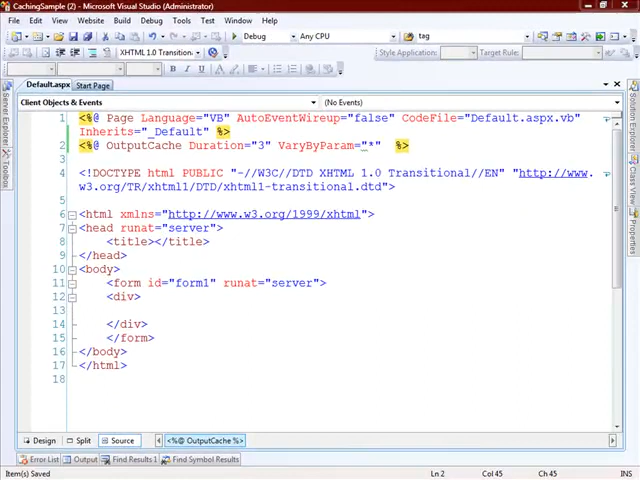 CachingSample (2) - Microsoft Visual Studio (Administrator)
File Edit View Website Build Debug Tools Test Window Help
Debug Any CPU tag
XHTML 1.0 Transition Style Application: Target Rule:
Default.aspx Start Page
Client Objects & Events (No Events)
1 <%@ Page Language="VB" AutoEventWireup="false" CodeFile="Default.aspx.vb"
Inherits="_Default" %>
2 <%@ OutputCache Duration="3" VaryByParam="*" %>
3
4 <!DOCTYPE html PUBLIC "-//W3C//DTD XHTML 1.0 Transitional//EN" "http://www.
w3.org/TR/xhtml1/DTD/xhtml1-transitional.dtd">
5
6 <html xmlns="http://www.w3.org/1999/xhtml">
7 <head runat="server">
8 <title></title>
9 </head>
10 <body>
11 <form id="form1" runat="server">
12 <div>
13
14 </div>
15 </form>
16 </body>
17 </html>
18
Server Explorer
Toolbox
Solution Explorer
Class View
Properties
Design Split Source <%@ OutputCache %>
Error List Output Find Results 1 Find Symbol Results
Item(s) Saved Ln 2 Col 45 Ch 45 INS